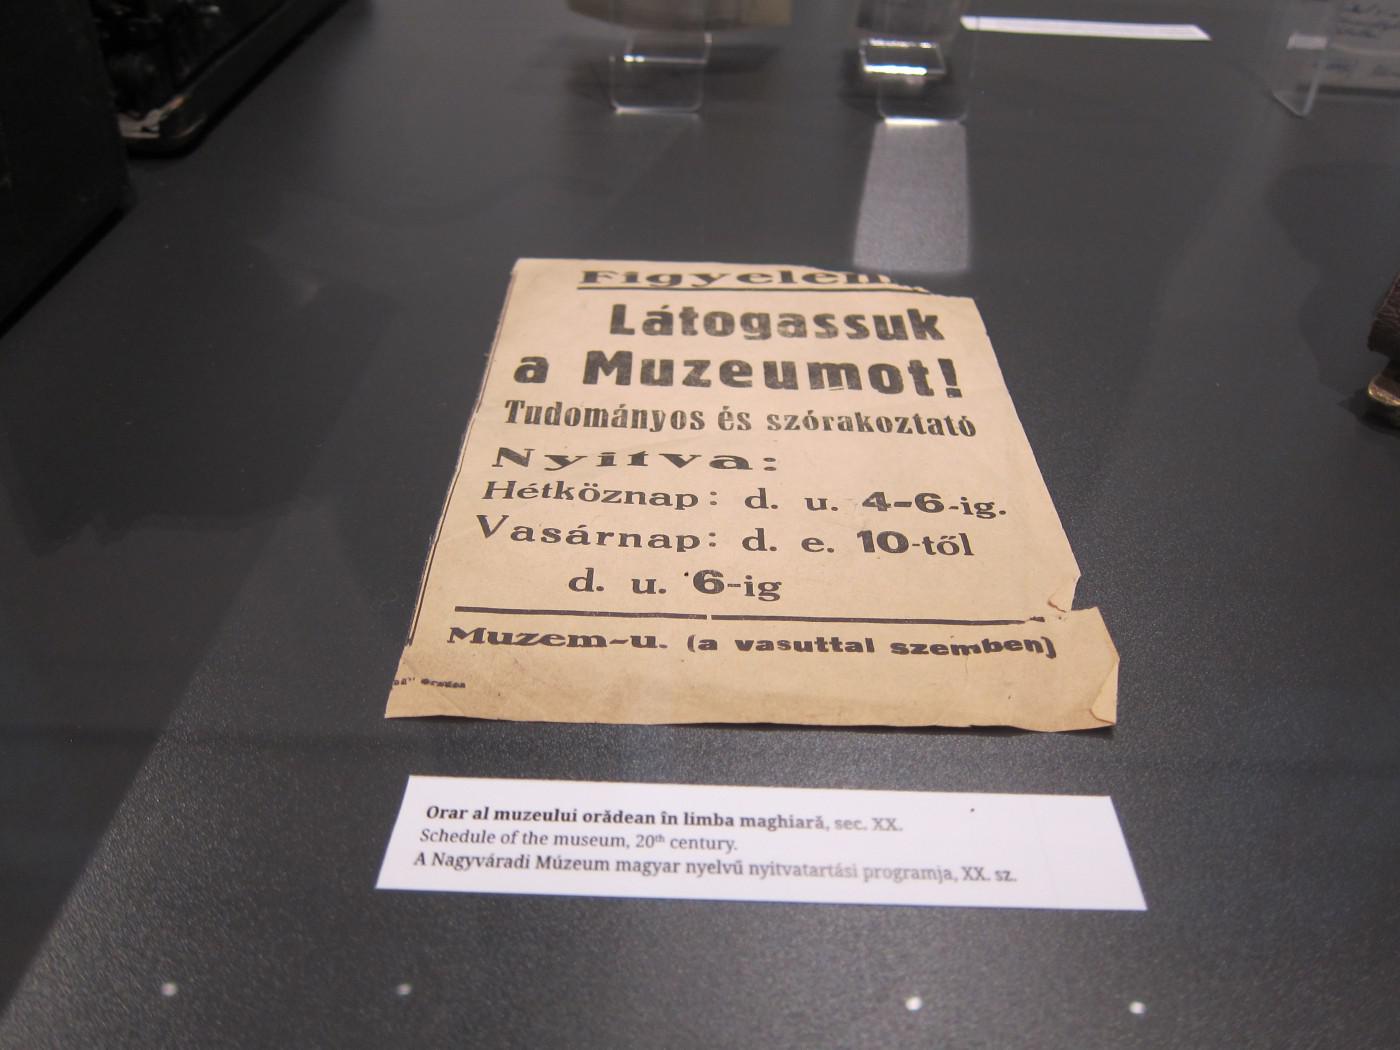 Figyelem
Látogassuk
a Muzeumot!
Tudományos és szórakoztató
Nyitva:
Hétköznap: d. u. 4-6-ig.
Vasárnap: d. e. 10-től
d. u. 6-ig
Muzem-u. (a vasuttal szemben)
Orar al muzeului orădean în limba maghiară, sec. XX.
Schedule of the museum, 20th century.
A Nagyváradi Múzeum magyar nyelvű nyitvatartási programja, XX. sz.